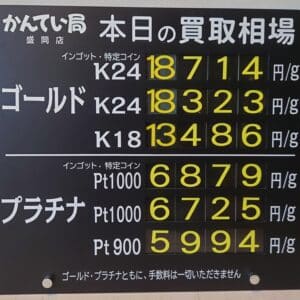 かんてい局
盛岡店
本日の買取相場
インゴット・特定コイン
K24 18714 円/g
ゴールド K24 18323 円/g
K18 13486 円/g
インゴット・特定コイン
Pt1000 6879 円/g
プラチナ Pt1000 6725 円/g
Pt900 5994 円/g
ゴールド・プラチナともに、手数料は一切いただきません